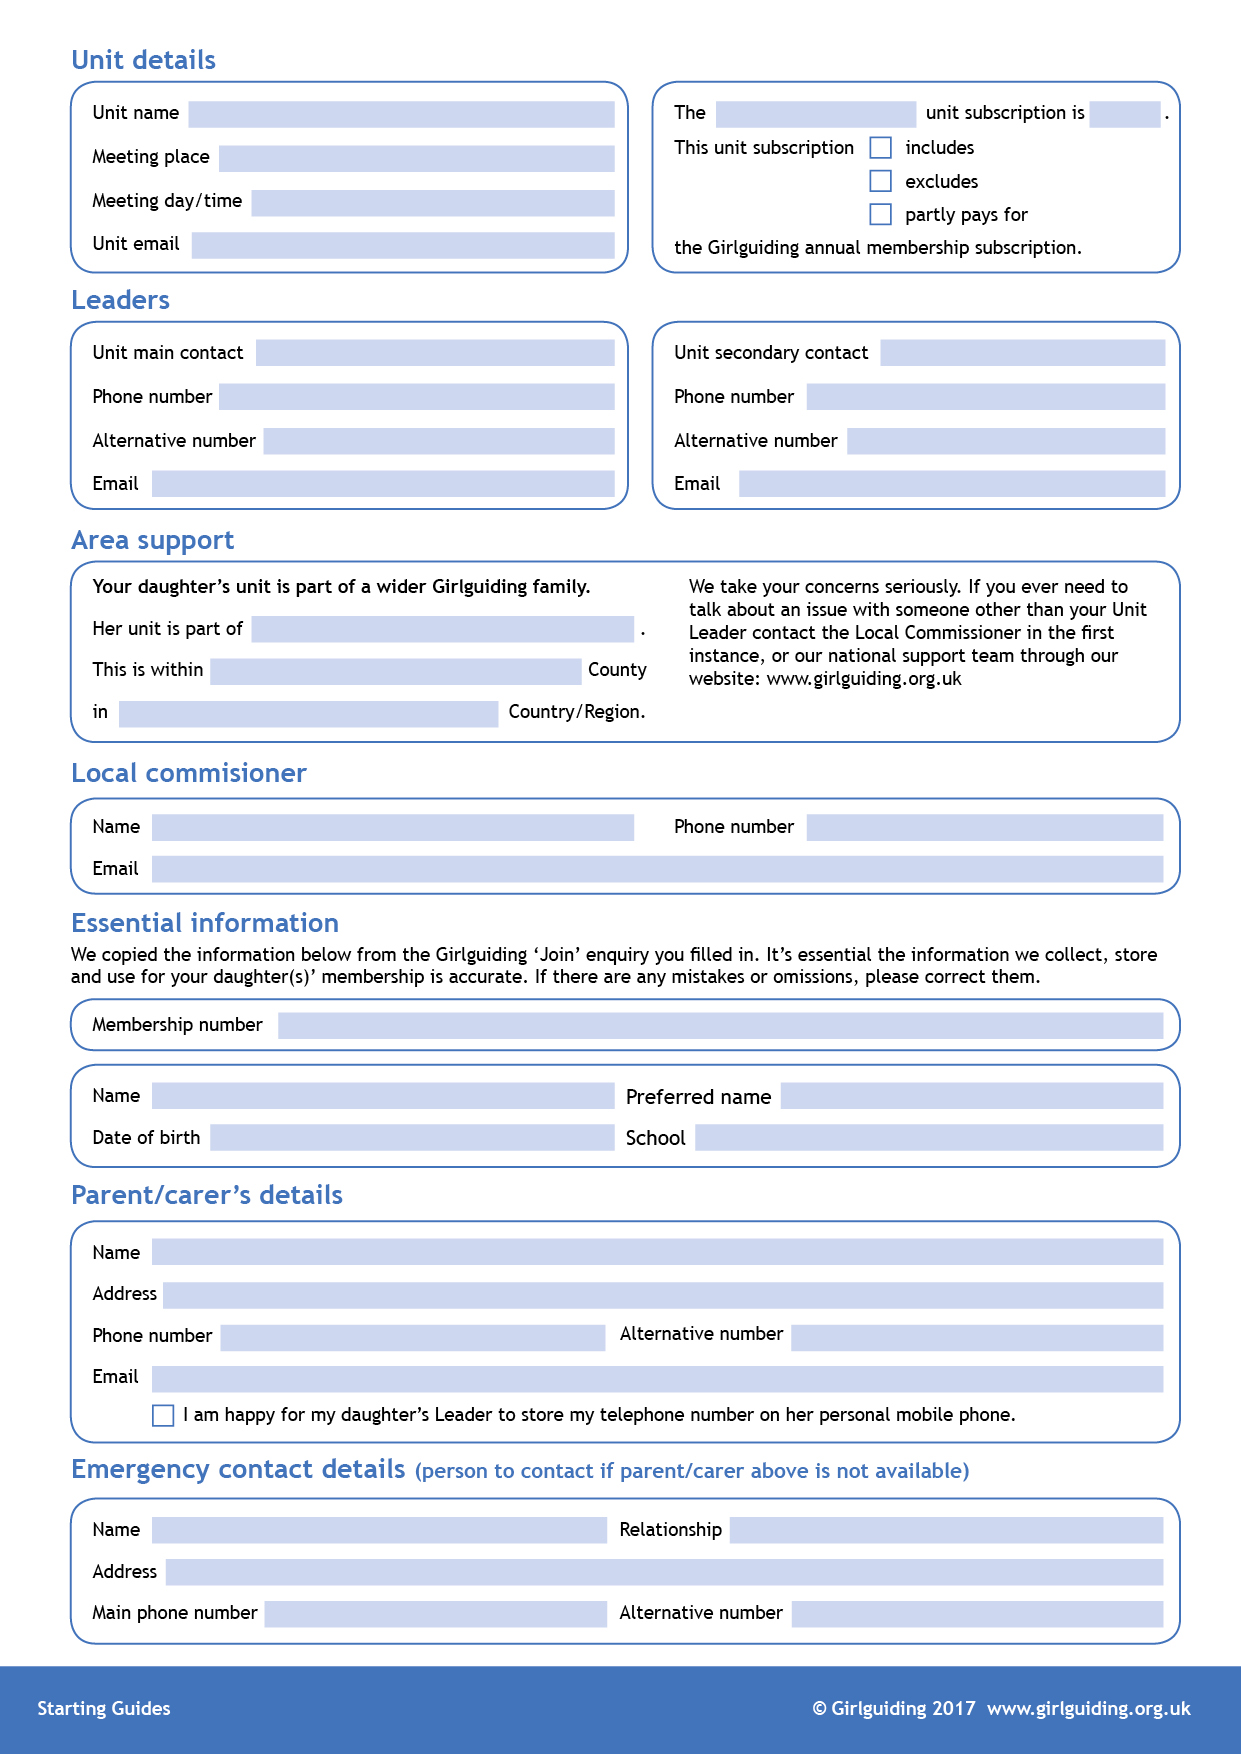 Unit details
Unit name
Meeting place
Meeting day/time
Unit email
The unit subscription is .
This unit subscription includes
excludes
partly pays for
the Girlguiding annual membership subscription.
Leaders
Unit main contact
Phone number
Alternative number
Email
Unit secondary contact
Phone number
Alternative number
Email
Area support
Your daughter’s unit is part of a wider Girlguiding family.
Her unit is part of .
This is within County
in Country/Region.
We take your concerns seriously. If you ever need to
talk about an issue with someone other than your Unit
Leader contact the Local Commissioner in the first
instance, or our national support team through our
website: www.girlguiding.org.uk
Local commisioner
Name Phone number
Email
Essential information
We copied the information below from the Girlguiding ‘Join’ enquiry you filled in. It’s essential the information we collect, store
and use for your daughter(s)’ membership is accurate. If there are any mistakes or omissions, please correct them.
Membership number
Name Preferred name
Date of birth School
Parent/carer’s details
Name
Address
Phone number Alternative number
Email
I am happy for my daughter’s Leader to store my telephone number on her personal mobile phone.
Emergency contact details (person to contact if parent/carer above is not available)
Name Relationship
Address
Main phone number Alternative number
Starting Guides © Girlguiding 2017 www.girlguiding.org.uk